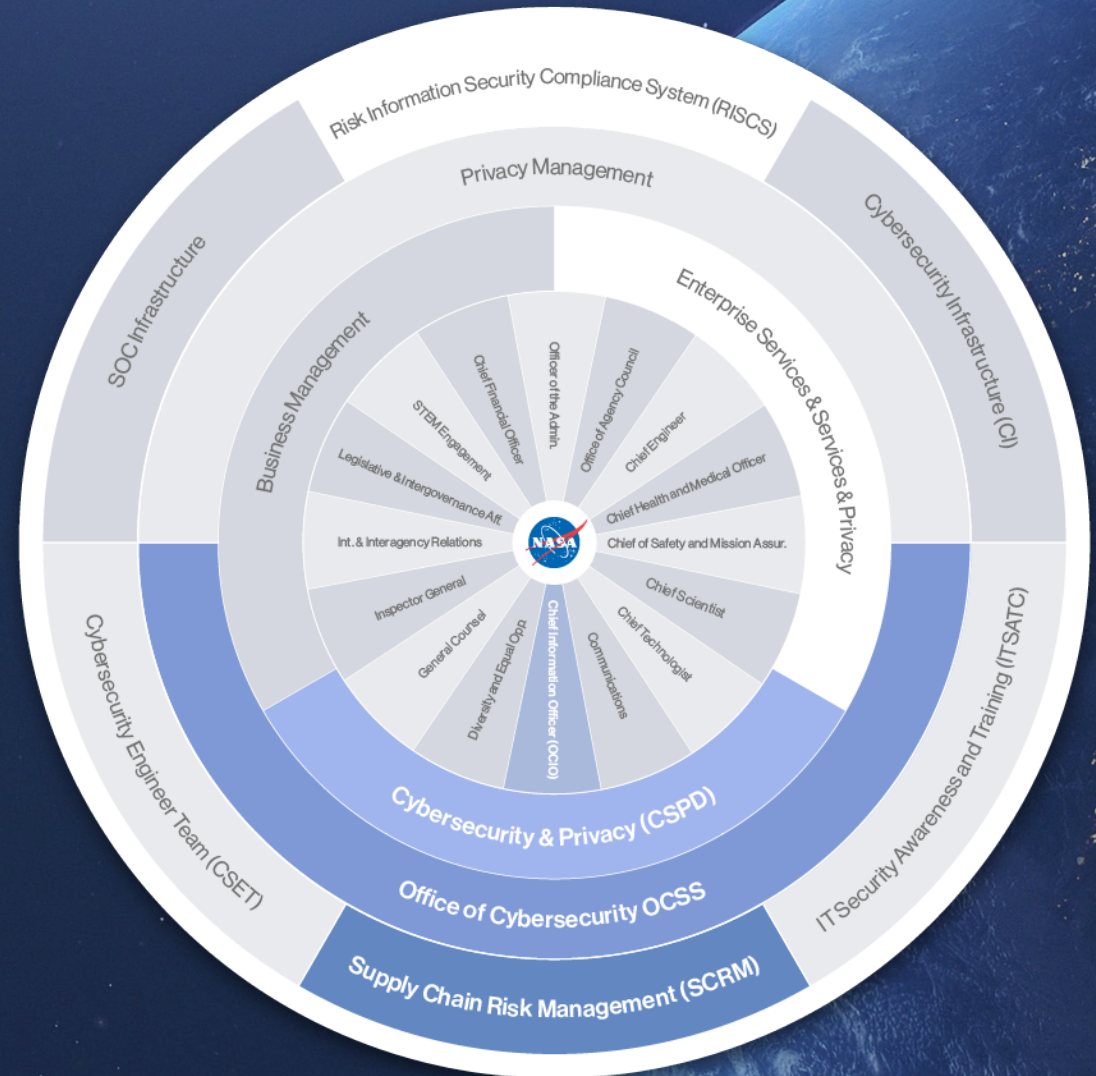 Risk Information Security Compliance System (RISCS)
Cybersecurity Infrastructure (CI)
IT Security Awareness and Training (ITSATC)
Supply Chain Risk Management (SCRM)
Cybersecurity Engineer Team (CSET)
SOC Infrastructure
Privacy Management
Office of Cybersecurity OCSS
Enterprise Services & Services & Privacy
Cybersecurity & Privacy (CSPD)
Business Management
Officer of the Admin.
Office of Agency Council
Chief Engineer
Chief Health and Medical Officer
Chief of Safety and Mission Assur.
Chief Scientist
Chief Technologist
Communications
Chief Information Officer (OCIO)
Diversity and Equal Opp.
General Counsel
Inspector General
Int. & Interagency Relations
Legislative & Intergovernance Aff.
STEM Engagement
Chief Financial Officer
NASA